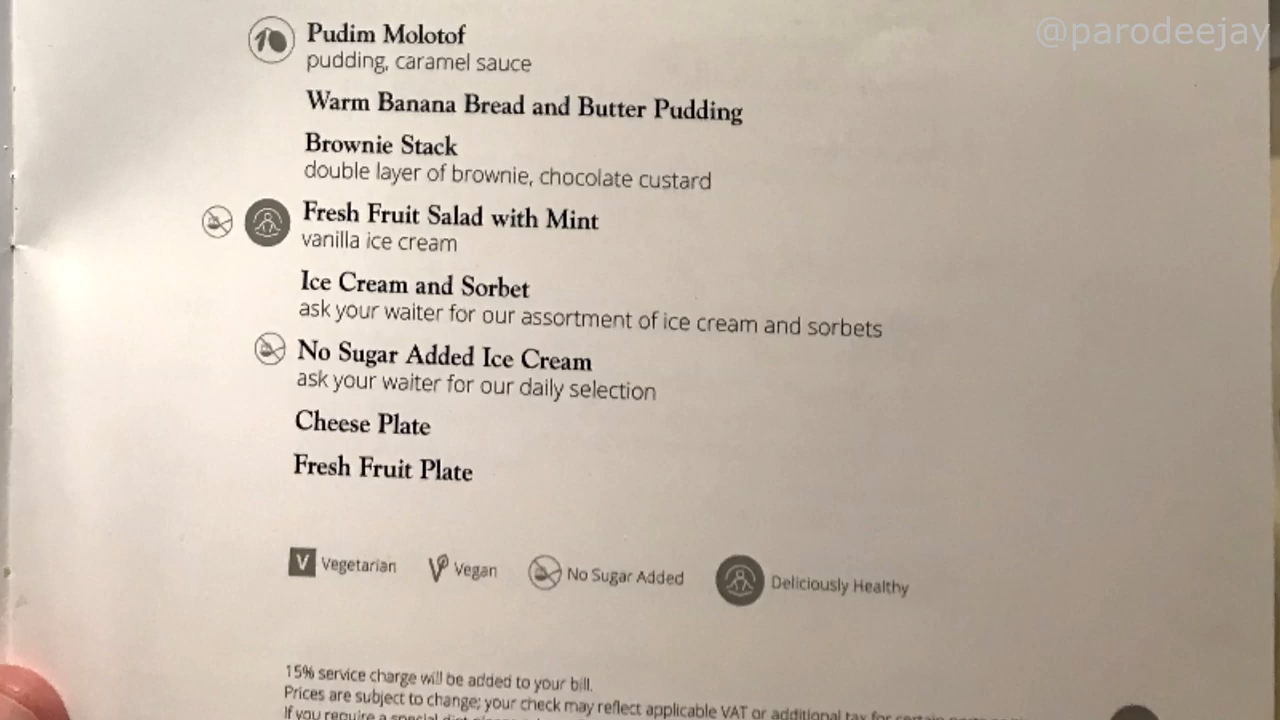 @parodeejay
Pudim Molotof
pudding, caramel sauce
Warm Banana Bread and Butter Pudding
Brownie Stack
double layer of brownie, chocolate custard
Fresh Fruit Salad with Mint
vanilla ice cream
Ice Cream and Sorbet
ask your waiter for our assortment of ice cream and sorbets
No Sugar Added Ice Cream
ask your waiter for our daily selection
Cheese Plate
Fresh Fruit Plate
V Vegetarian V Vegan No Sugar Added Deliciously Healthy
15% service charge will be added to your bill.
Prices are subject to change; your check may reflect applicable VAT or additional tax for certain
If you require a special diet